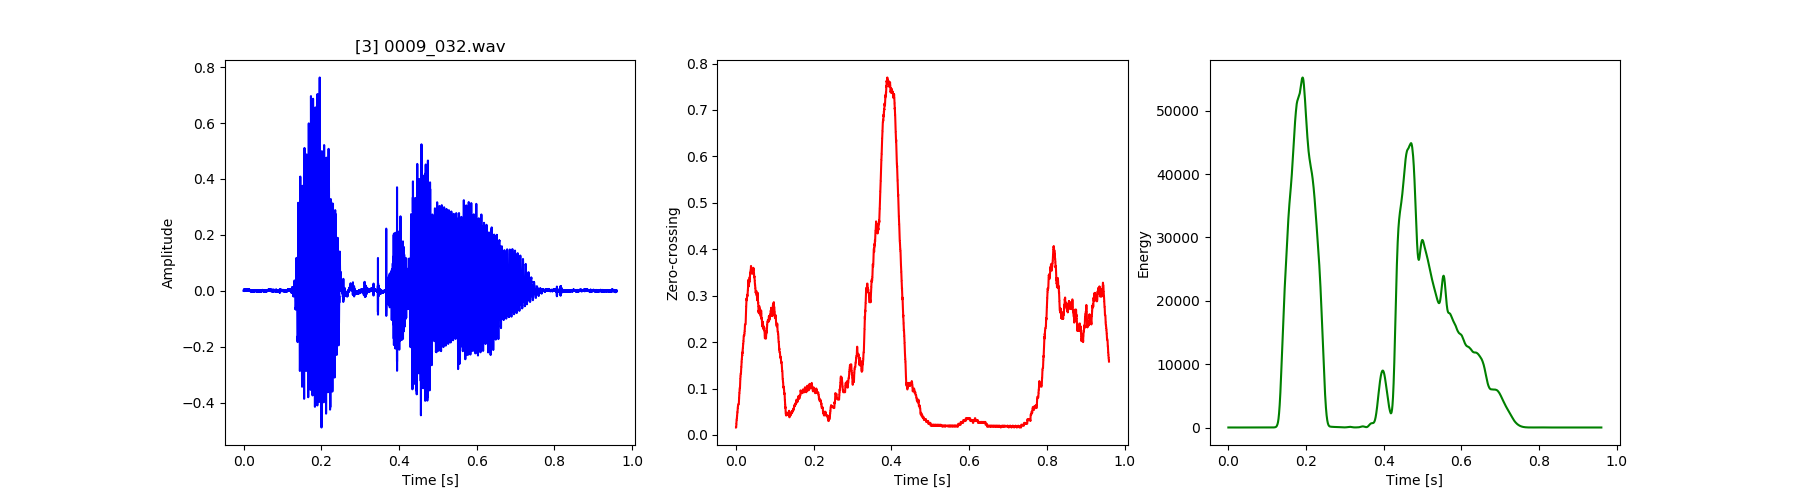 [3] 0009_032.wav
Amplitude
0.8
0.6
0.4
0.2
0.0
−0.2
−0.4
0.0 0.2 0.4 0.6 0.8 1.0
Time [s]
Zero-crossing
0.8
0.7
0.6
0.5
0.4
0.3
0.2
0.1
0.0
0.0 0.2 0.4 0.6 0.8 1.0
Time [s]
Energy
50000
40000
30000
20000
10000
0
0.0 0.2 0.4 0.6 0.8 1.0
Time [s]